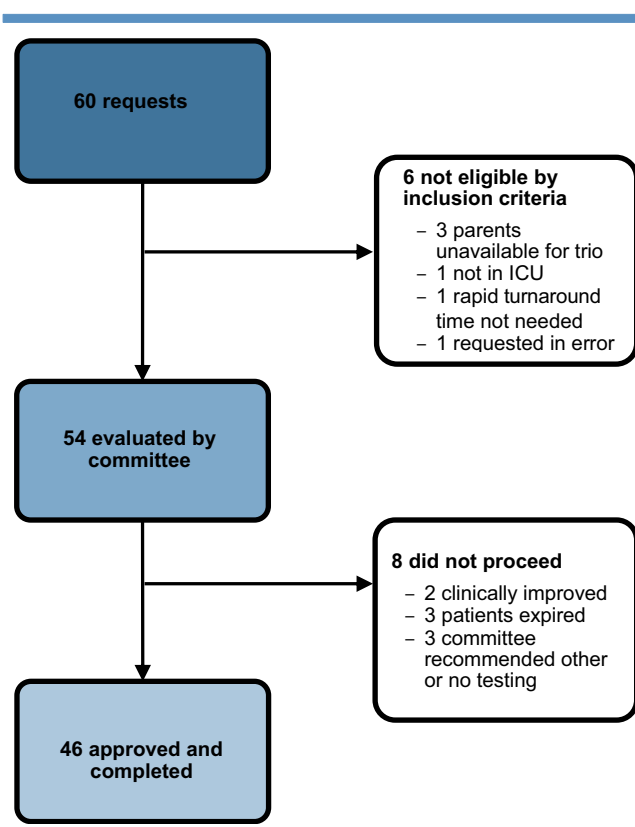 60 requests
6 not eligible by
inclusion criteria
– 3 parents
unavailable for trio
– 1 not in ICU
– 1 rapid turnaround
time not needed
– 1 requested in error
54 evaluated by
committee
8 did not proceed
– 2 clinically improved
– 3 patients expired
– 3 committee
recommended other
or no testing
46 approved and
completed